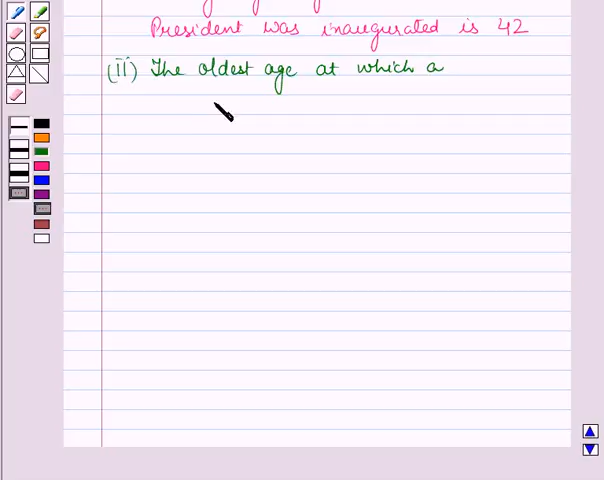 President was inaugurated is 42
(ii) The oldest age at which a